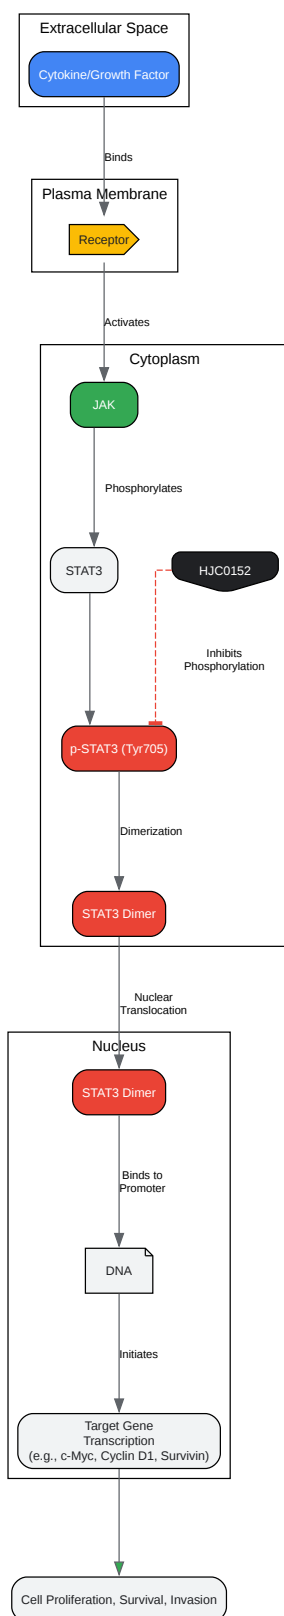 Extracellular Space
Cytokine/Growth Factor
Binds
Plasma Membrane
Receptor
Activates
Cytoplasm
JAK
Phosphorylates
STAT3
HJC0152
Inhibits
Phosphorylation
p-STAT3 (Tyr705)
Dimerization
STAT3 Dimer
Nuclear
Translocation
Nucleus
STAT3 Dimer
Binds to
Promoter
DNA
Initiates
Target Gene
Transcription
(e.g., c-Myc, Cyclin D1, Survivin)
Cell Proliferation, Survival, Invasion